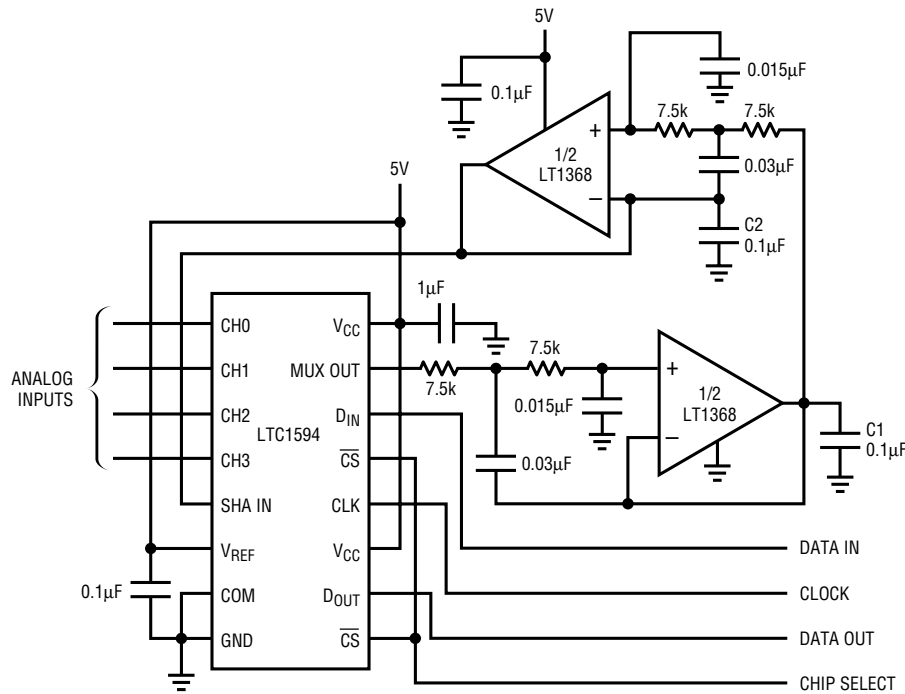 5V
0.1µF
0.015µF
7.5k
7.5k
+
1/2
LT1368
–
0.03µF
C2
0.1µF
5V
1µF
ANALOG
INPUTS
CH0
CH1
CH2
CH3
SHA IN
VREF
COM
GND
LTC1594
VCC
MUX OUT
DIN
CS
CLK
VCC
DOUT
CS
0.1µF
7.5k
7.5k
0.015µF
0.03µF
+
1/2
LT1368
–
C1
0.1µF
DATA IN
CLOCK
DATA OUT
CHIP SELECT